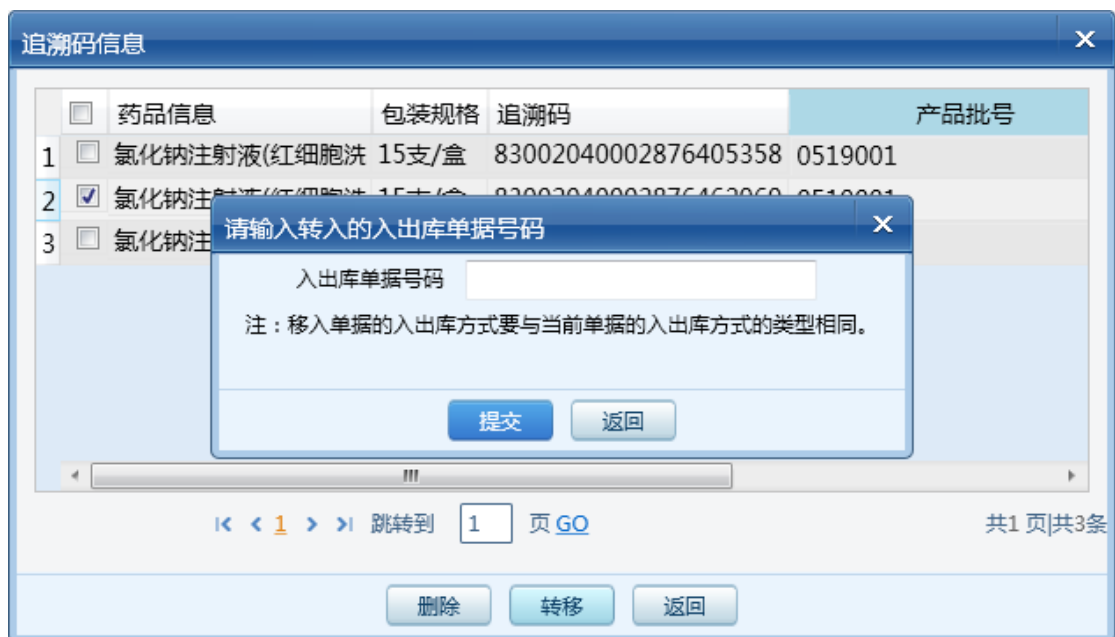 追溯码信息
药品信息 包装规格 追溯码 产品批号
1 氯化钠注射液(红细胞洗 15支/盒 83002040002876405358 0519001
2 氯化钠注
3 氯化钠注
请输入转入的入出库单据号码
入出库单据号码
注：移入单据的入出库方式要与当前单据的入出库方式的类型相同。
提交 返回
1 跳转到 1 页 GO 共1 页|共3条
删除 转移 返回